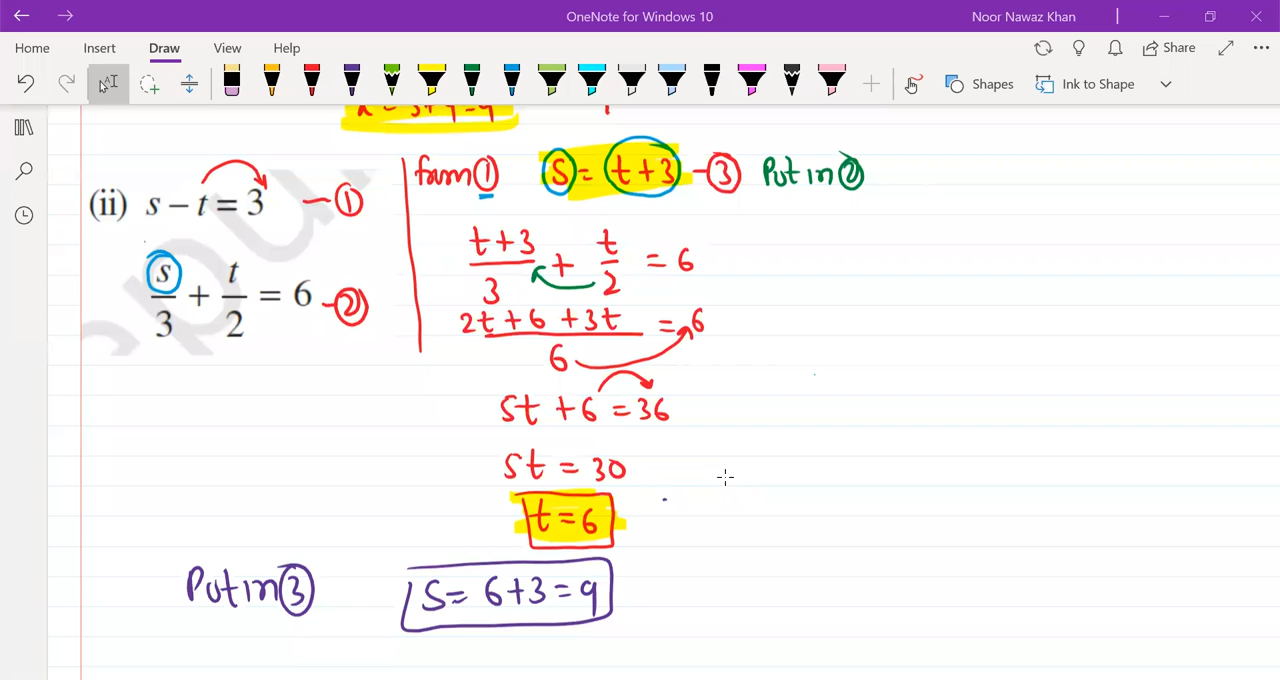 OneNote for Windows 10
Noor Nawaz Khan
Home Insert Draw View Help
Share
Shapes
Ink to Shape
(ii) s − t = 3 — ①
s/3 + t/2 = 6 - ②
from ① s = t + 3 - ③ Put in ②
(t + 3)/3 + t/2 = 6
(2t + 6 + 3t)/6 = 6
5t + 6 = 36
5t = 30
t = 6
Put in ③ s = 6 + 3 = 9